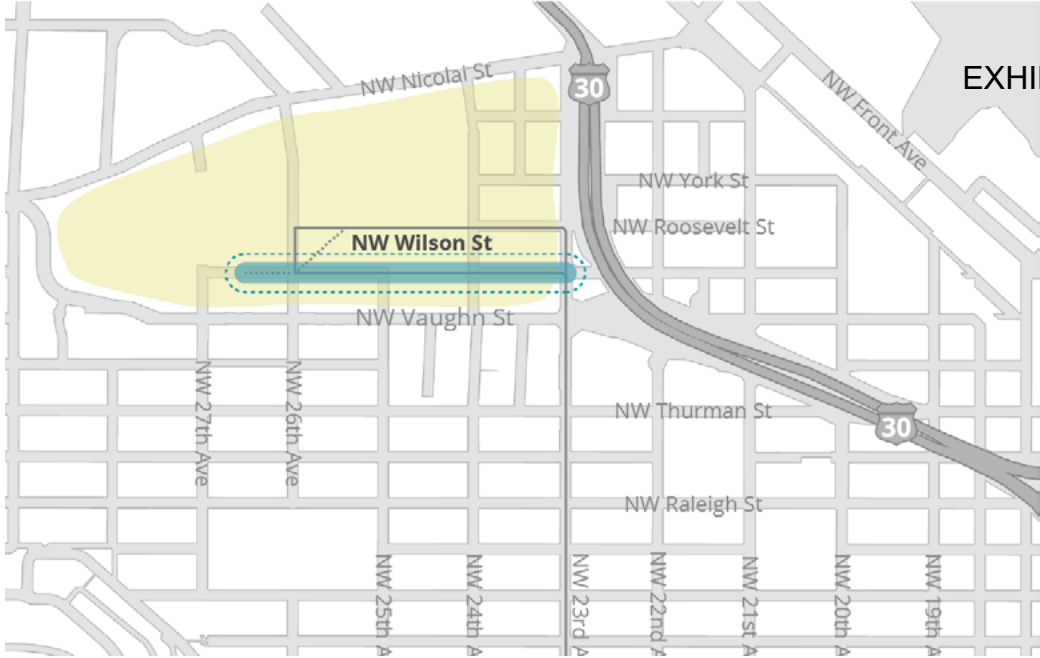 NW Nicolai St
30
EXHI
NW Front Ave
NW York St
NW Roosevelt St
NW Wilson St
NW Vaughn St
NW 27th Ave
NW 26th Ave
NW Thurman St
30
NW Raleigh St
NW 25th A
NW 24th A
NW 23rd A
NW 22nd A
NW 21st A
NW 20th A
NW 19th A